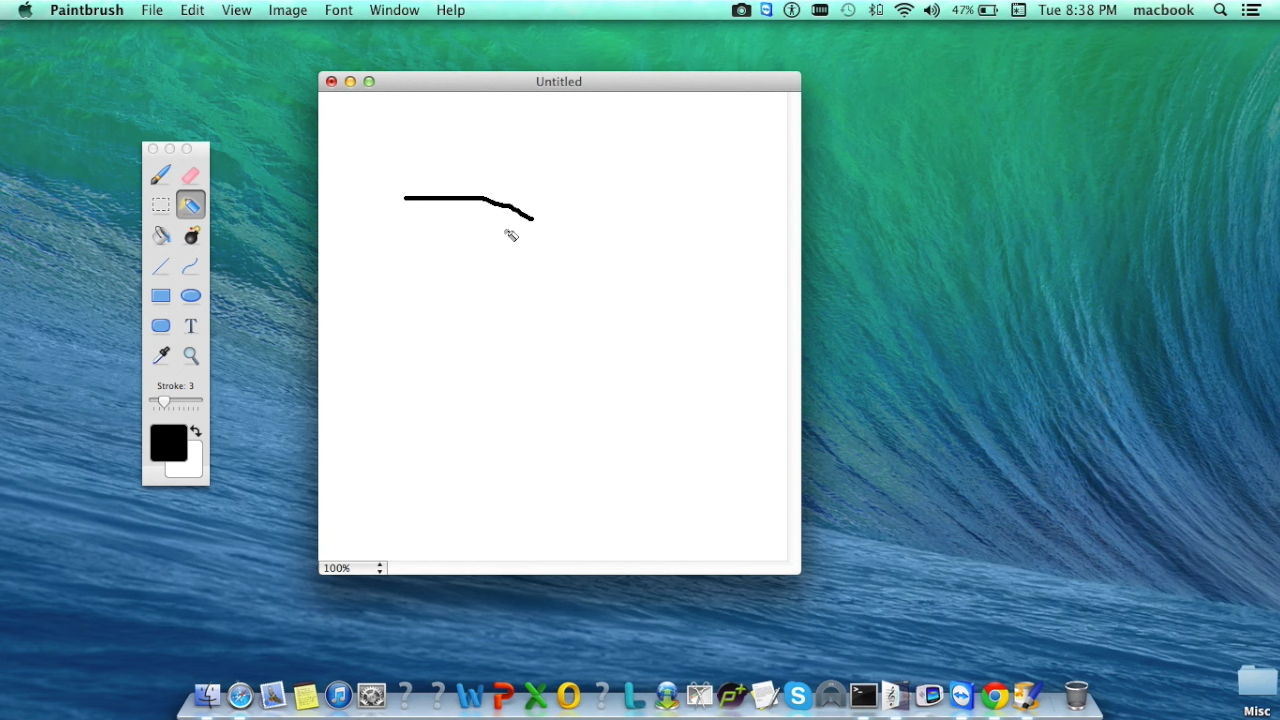 Paintbrush File Edit View Image Font Window Help 47% Tue 8:38 PM macbook
Untitled
T
Stroke: 3
100%
Misc